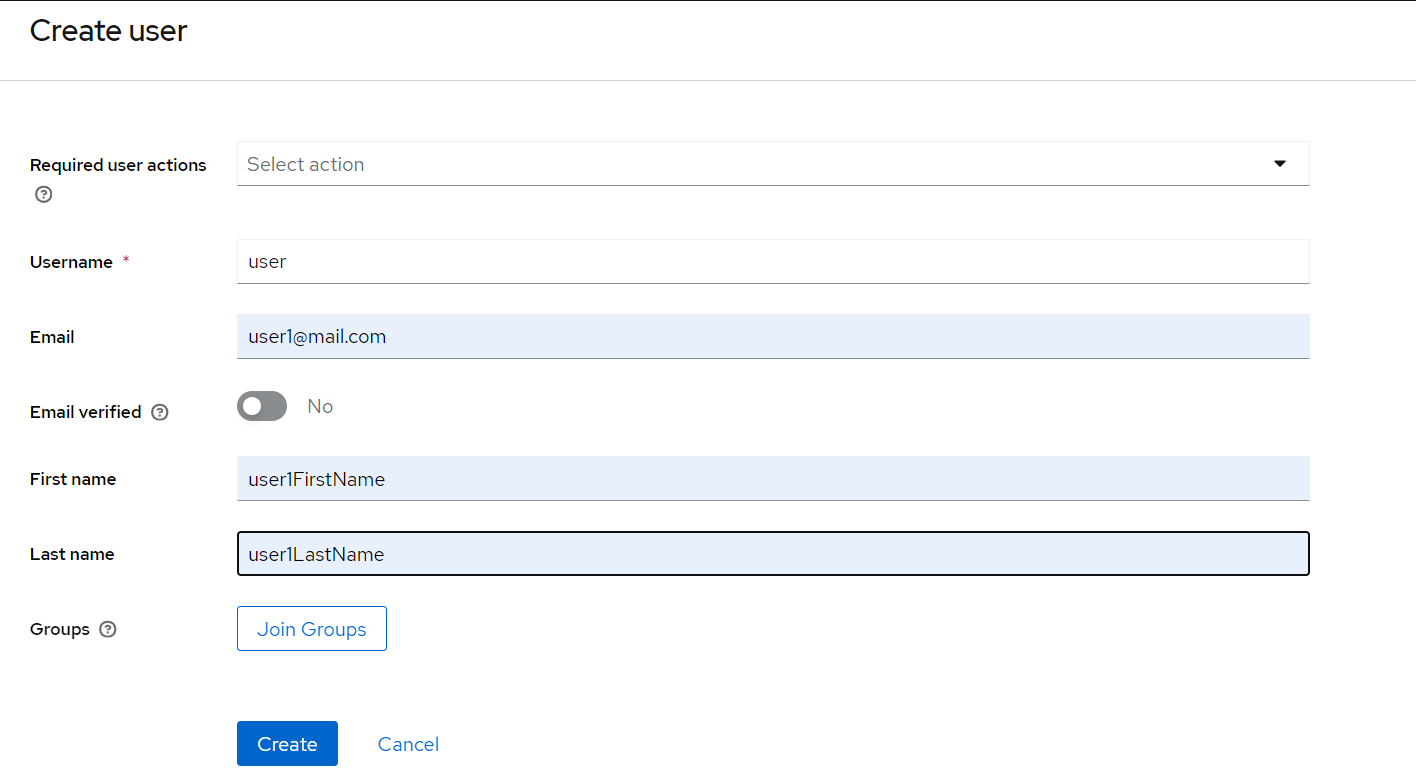 Create user
Required user actions
Select action
Username *
user
Email
user1@mail.com
Email verified
No
First name
user1FirstName
Last name
user1LastName
Groups
Join Groups
Create
Cancel